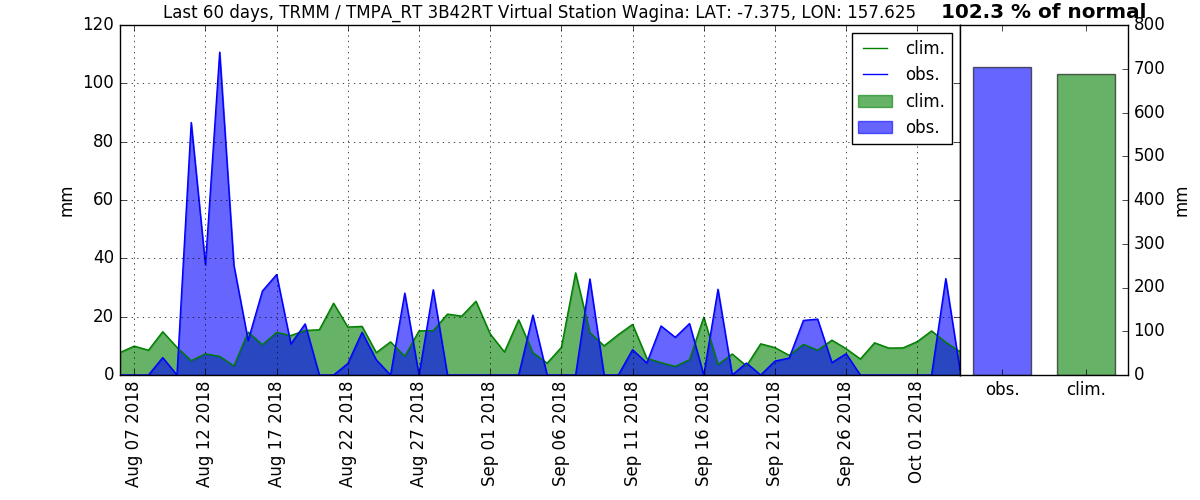 Last 60 days, TRMM / TMPA_RT 3B42RT Virtual Station Wagina: LAT: -7.375, LON: 157.625
102.3 % of normal
120
100
80
60
40
20
0
mm
clim.
obs.
clim.
obs.
Aug 07 2018
Aug 12 2018
Aug 17 2018
Aug 22 2018
Aug 27 2018
Sep 01 2018
Sep 06 2018
Sep 11 2018
Sep 16 2018
Sep 21 2018
Sep 26 2018
Oct 01 2018
800
700
600
500
400
300
200
100
0
mm
obs.
clim.